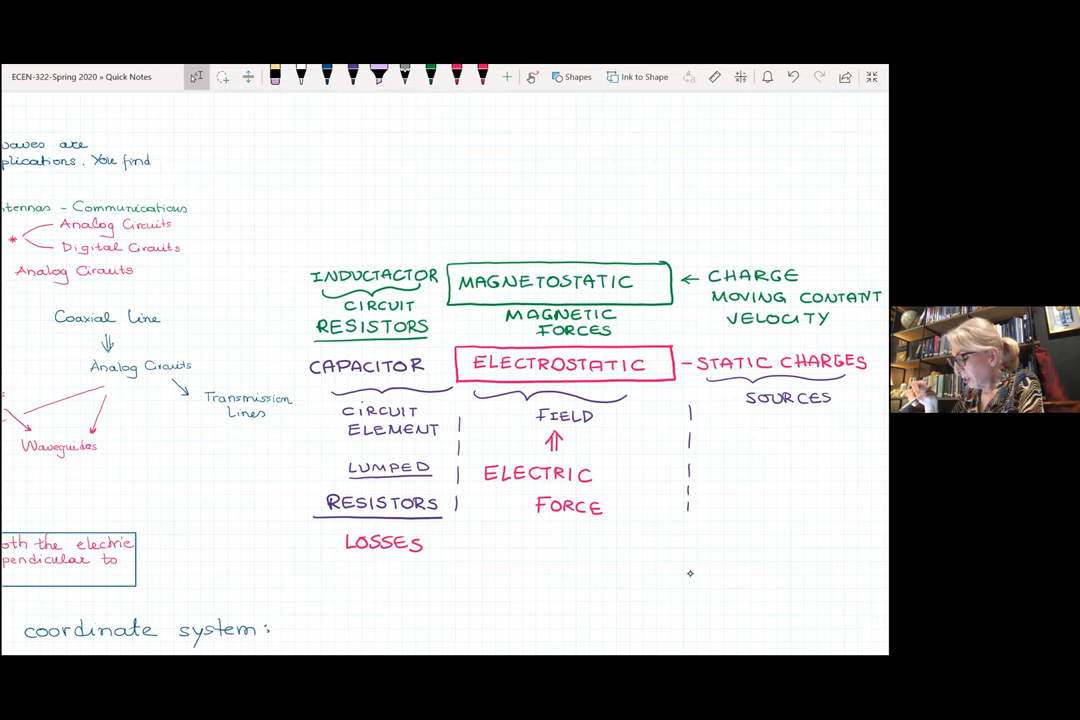 ECEN-322-Spring 2020 » Quick Notes
Shapes
Ink to Shape
waves are
plications. You find
tennas - Communications
* Analog Circuits
Digital Circuits
Analog Circuits
Coaxial Line
Analog Circuits
Transmission
Lines
Waveguides
oth the electric
pendicular to
coordinate system:
INDUCTACTOR
CIRCUIT
RESISTORS
MAGNETOSTATIC
MAGNETIC
FORCES
← CHARGE
MOVING CONTANT
VELOCITY
CAPACITOR
ELECTROSTATIC
- STATIC CHARGES
SOURCES
CIRCUIT
ELEMENT
LUMPED
RESISTORS
LOSSES
FIELD
ELECTRIC
FORCE